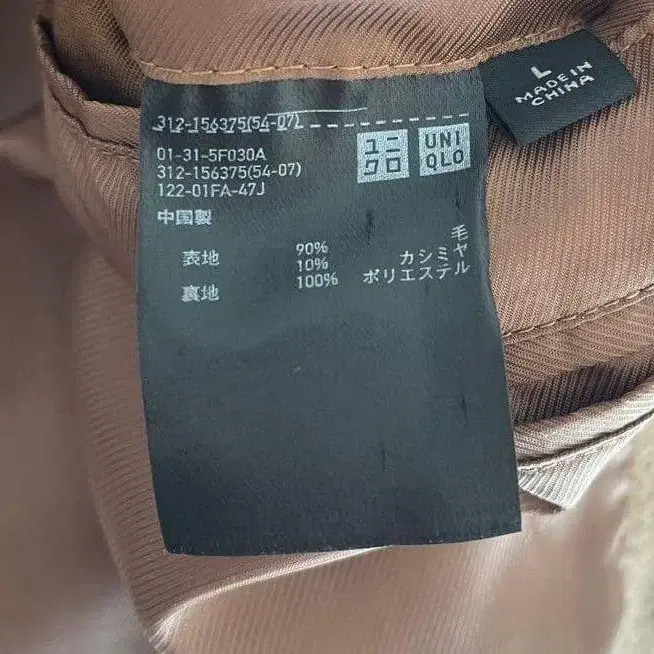 L
MADE IN
CHINA
312-156375(54-07)
ユニ
クロ
UNI
QLO
01-31-5F030A
312-156375(54-07)
122-01FA-47J
中国製
表地 90% 毛
10% カシミヤ
裏地 100% ポリエステル